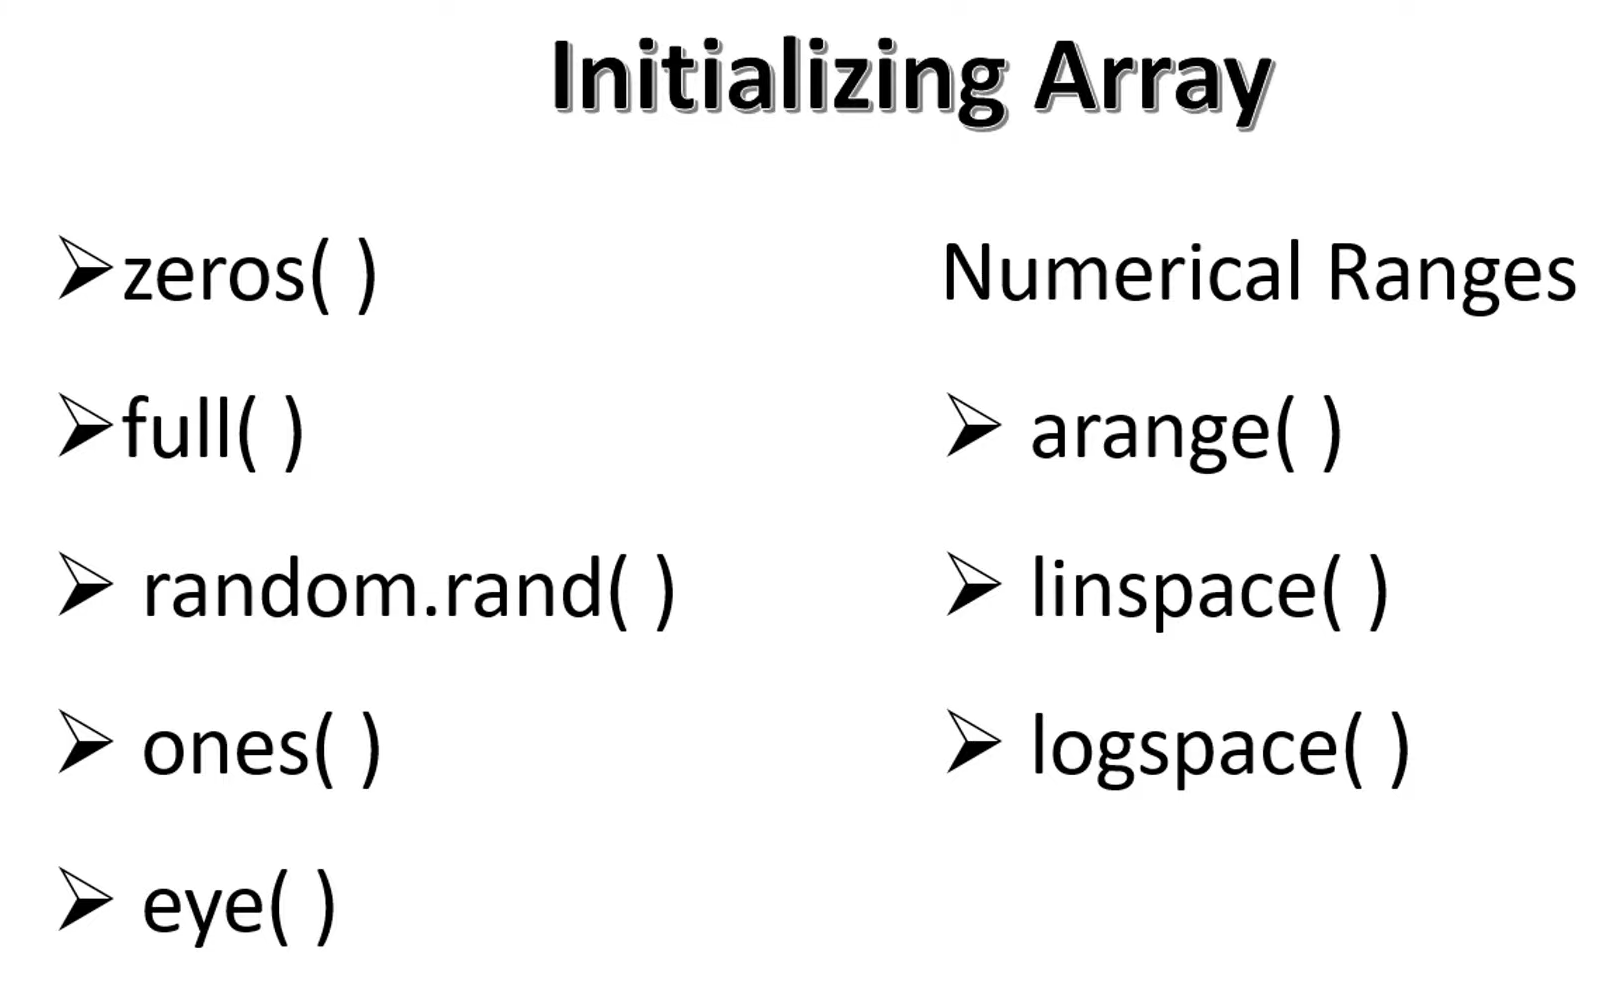 Initializing Array
zeros( )
full( )
random.rand( )
ones( )
eye( )
Numerical Ranges
arange( )
linspace( )
logspace( )